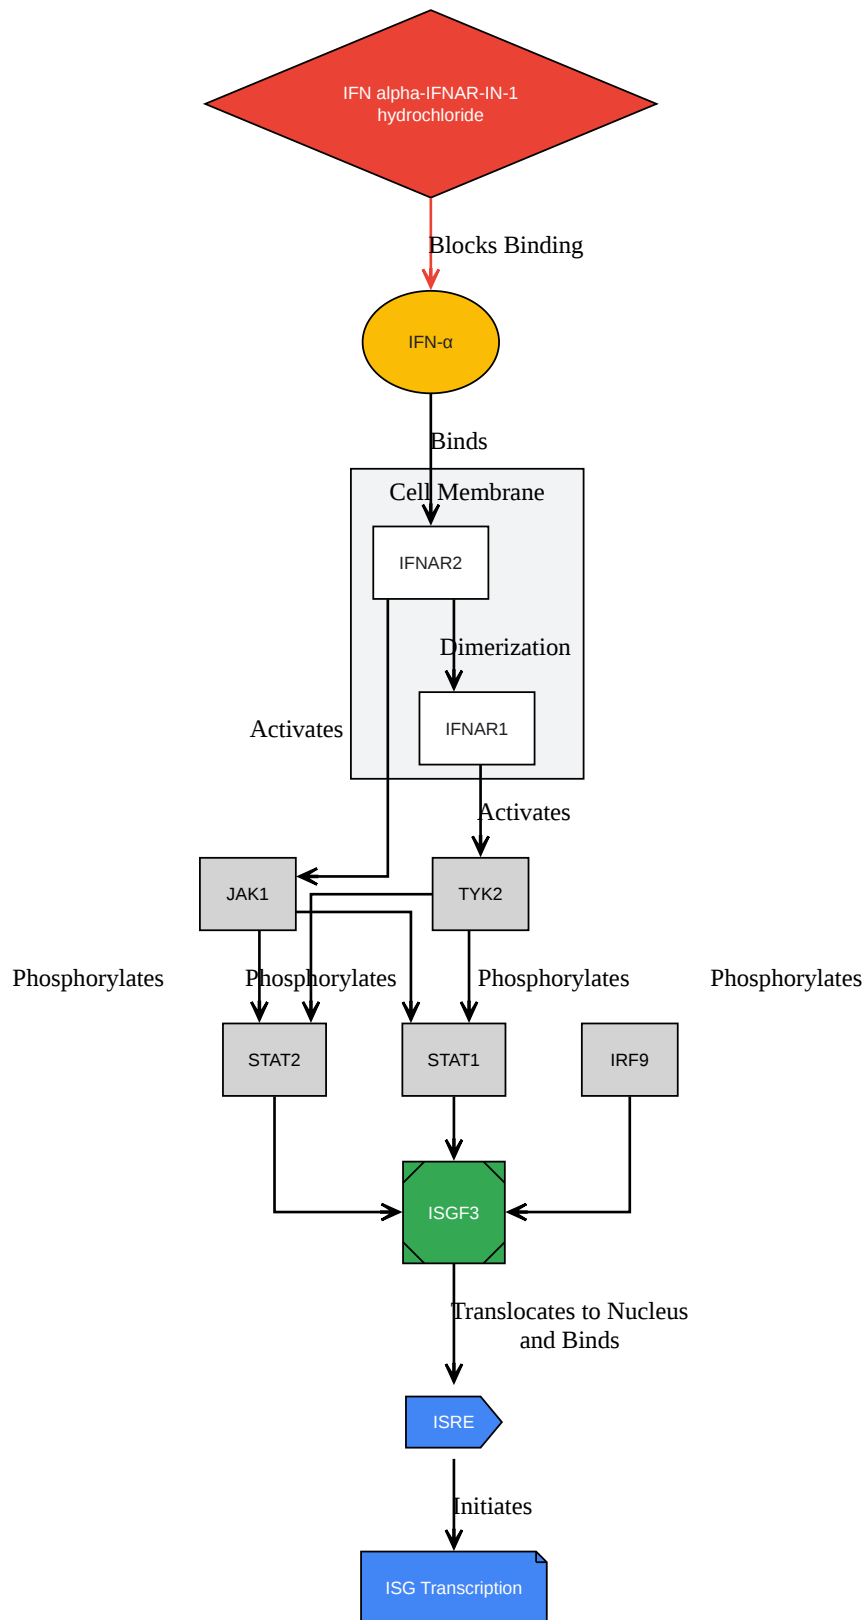 IFN alpha-IFNAR-IN-1
hydrochloride
Blocks Binding
IFN-α
Binds
Cell Membrane
IFNAR2
Dimerization
Activates
IFNAR1
Activates
JAK1
TYK2
Phosphorylates
Phosphorylates
Phosphorylates
Phosphorylates
STAT2
STAT1
IRF9
ISGF3
Translocates to Nucleus
and Binds
ISRE
Initiates
ISG Transcription